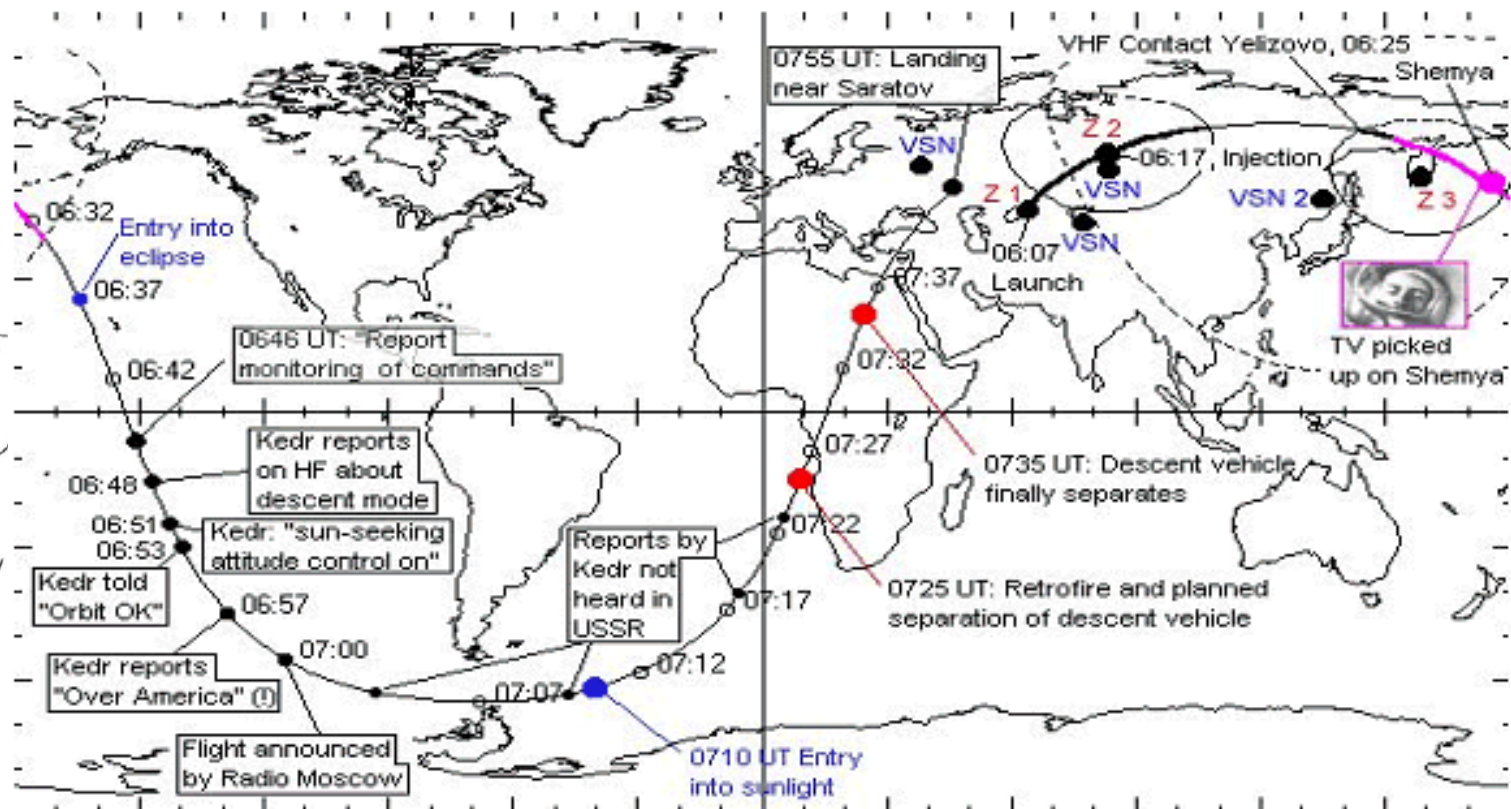 VHF Contact Yelizovo, 06:25
Shemya
0755 UT: Landing
near Saratov
VSN
Z 2
06:17, Injection
VSN
Z 1
VSN
06:07
Launch
VSN 2
Z 3
TV picked
up on Shemya
06:32
Entry into
eclipse
06:37
06:42
0646 UT: "Report
monitoring of commands"
Kedr reports
on HF about
descent mode
06:48
06:51
Kedr: "sun-seeking
attitude control on"
06:53
Kedr told
"Orbit OK"
06:57
Kedr reports
"Over America" (!)
07:00
Flight announced
by Radio Moscow
07:07
Reports by
Kedr not
heard in
USSR
0710 UT Entry
into sunlight
07:12
07:17
07:22
0725 UT: Retrofire and planned
separation of descent vehicle
07:27
07:32
0735 UT: Descent vehicle
finally separates
07:37